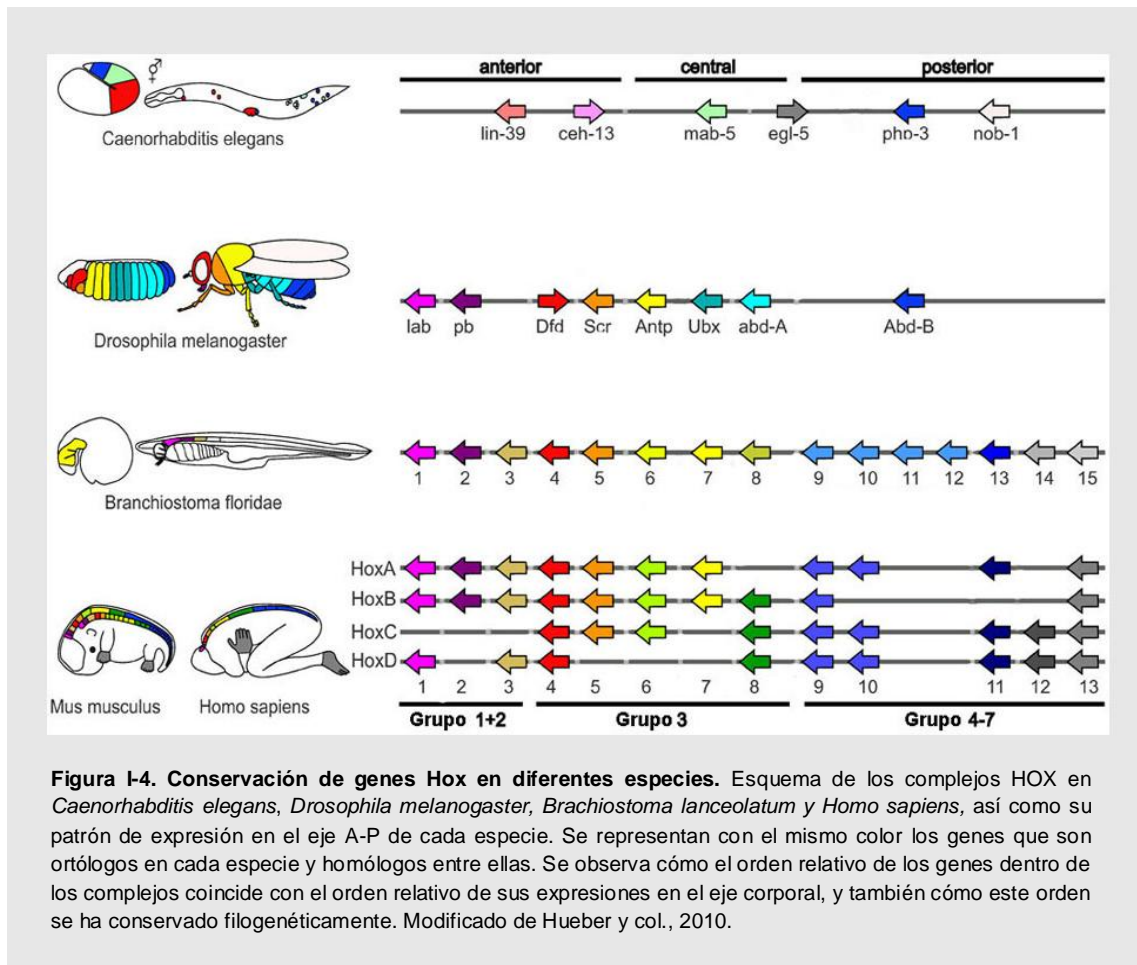 anterior central posterior
lin-39 ceh-13 mab-5 egl-5 php-3 nob-1
Caenorhabditis elegans
lab pb Dfd Scr Antp Ubx abd-A Abd-B
Drosophila melanogaster
1 2 3 4 5 6 7 8 9 10 11 12 13 14 15
Branchiostoma floridae
HoxA
HoxB
HoxC
HoxD
1 2 3 4 5 6 7 8 9 10 11 12 13
Mus musculus Homo sapiens
Grupo 1+2 Grupo 3 Grupo 4-7
Figura I-4. Conservación de genes Hox en diferentes especies. Esquema de los complejos HOX en
Caenorhabditis elegans, Drosophila melanogaster, Brachiostoma lanceolatum y Homo sapiens, así como su
patrón de expresión en el eje A-P de cada especie. Se representan con el mismo color los genes que son
ortólogos en cada especie y homólogos entre ellas. Se observa cómo el orden relativo de los genes dentro de
los complejos coincide con el orden relativo de sus expresiones en el eje corporal, y también cómo este orden
se ha conservado filogenéticamente. Modificado de Hueber y col., 2010.